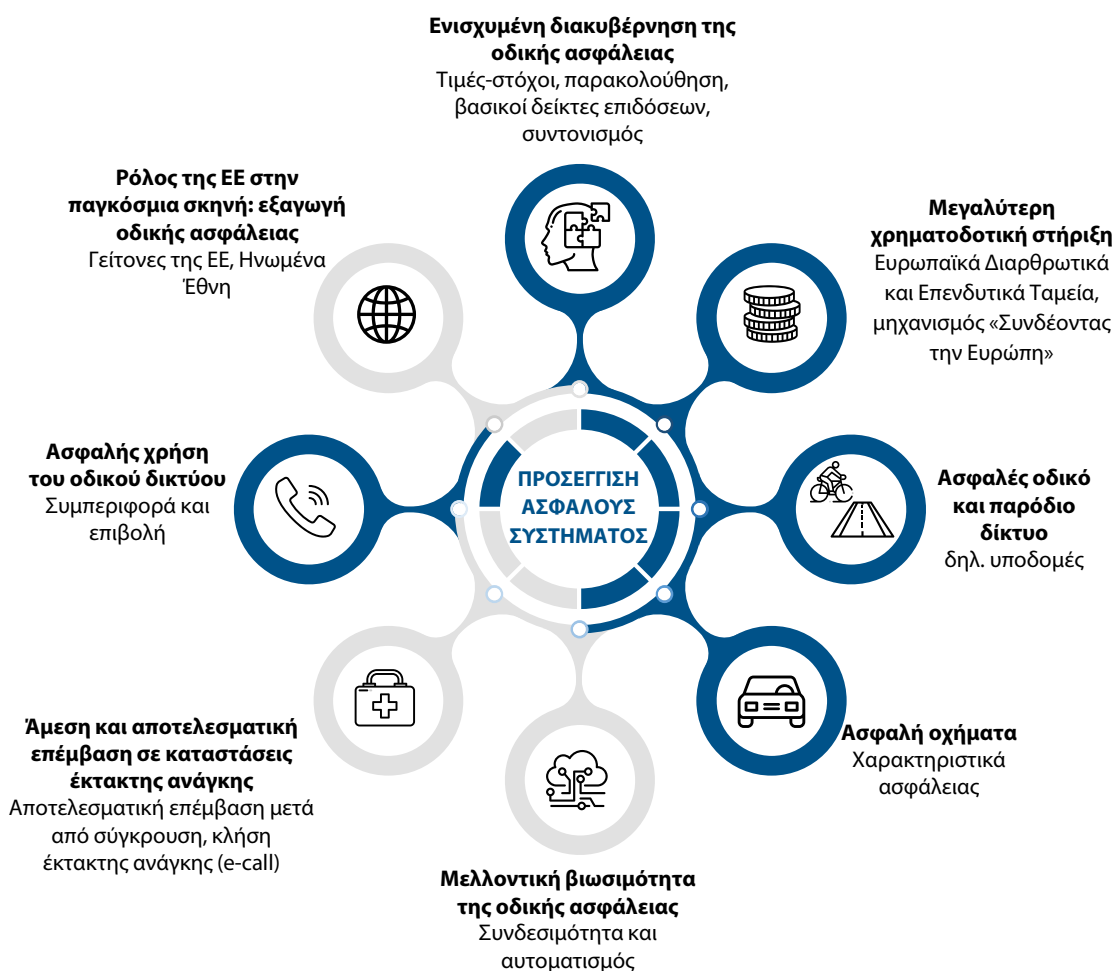 Ενισχυμένη διακυβέρνηση της
οδικής ασφάλειας
Τιμές-στόχοι, παρακολούθηση,
βασικοί δείκτες επιδόσεων,
συντονισμός
Ρόλος της ΕΕ στην
παγκόσμια σκηνή: εξαγωγή
οδικής ασφάλειας
Γείτονες της ΕΕ, Ηνωμένα
Έθνη
Μεγαλύτερη
χρηματοδοτική στήριξη
Ευρωπαϊκά Διαρθρωτικά
και Επενδυτικά Ταμεία,
μηχανισμός «Συνδέοντας
την Ευρώπη»
Ασφαλής χρήση
του οδικού δικτύου
Συμπεριφορά και
επιβολή
ΠΡΟΣΕΓΓΙΣΗ
ΑΣΦΑΛΟΥΣ
ΣΥΣΤΗΜΑΤΟΣ
Ασφαλές οδικό
και παρόδιο
δίκτυο
δηλ. υποδομές
Άμεση και αποτελεσματική
επέμβαση σε καταστάσεις
έκτακτης ανάγκης
Αποτελεσματική επέμβαση μετά
από σύγκρουση, κλήση
έκτακτης ανάγκης (e-call)
Ασφαλή οχήματα
Χαρακτηριστικά
ασφάλειας
Μελλοντική βιωσιμότητα
της οδικής ασφάλειας
Συνδεσιμότητα και
αυτοματισμός